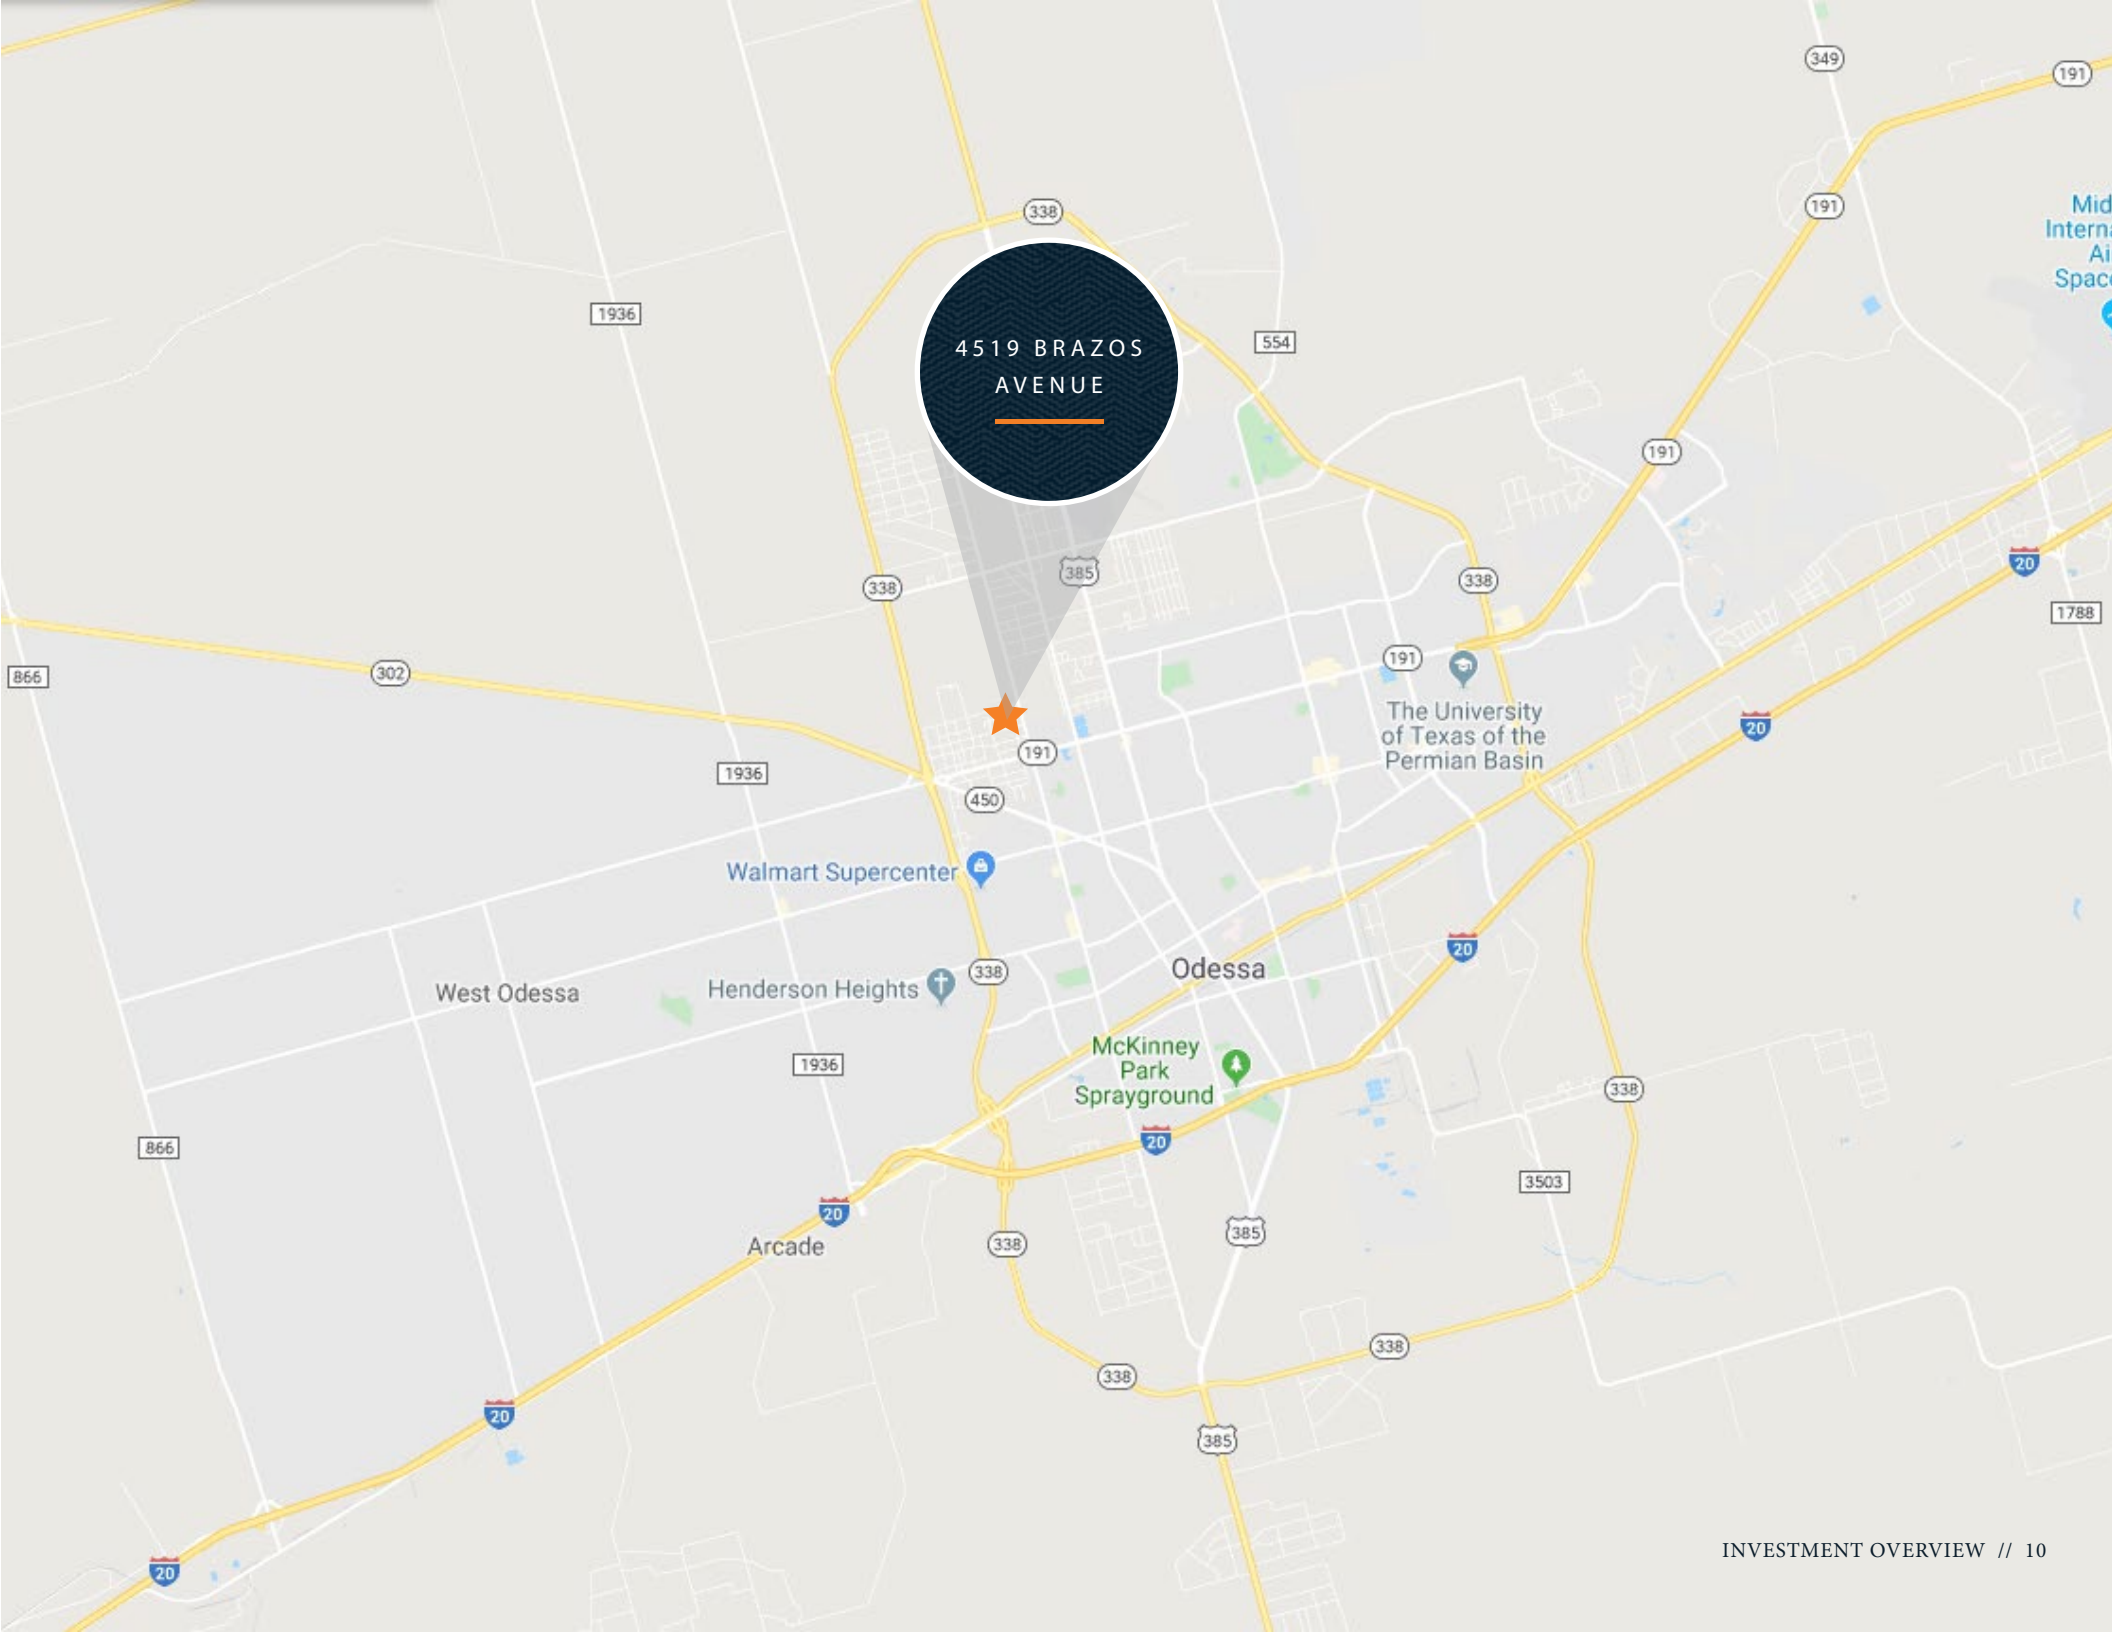 349
191
338
191
Mid
Interna
Ai
Space
1936
4519 BRAZOS
AVENUE
554
191
385
338
338
20
1788
866
302
191
The University
of Texas of the
Permian Basin
20
191
1936
450
Walmart Supercenter
20
338
Odessa
West Odessa
Henderson Heights
McKinney
Park
Sprayground
1936
338
20
866
3503
20
385
338
Arcade
338
338
20
385
INVESTMENT OVERVIEW // 10
20